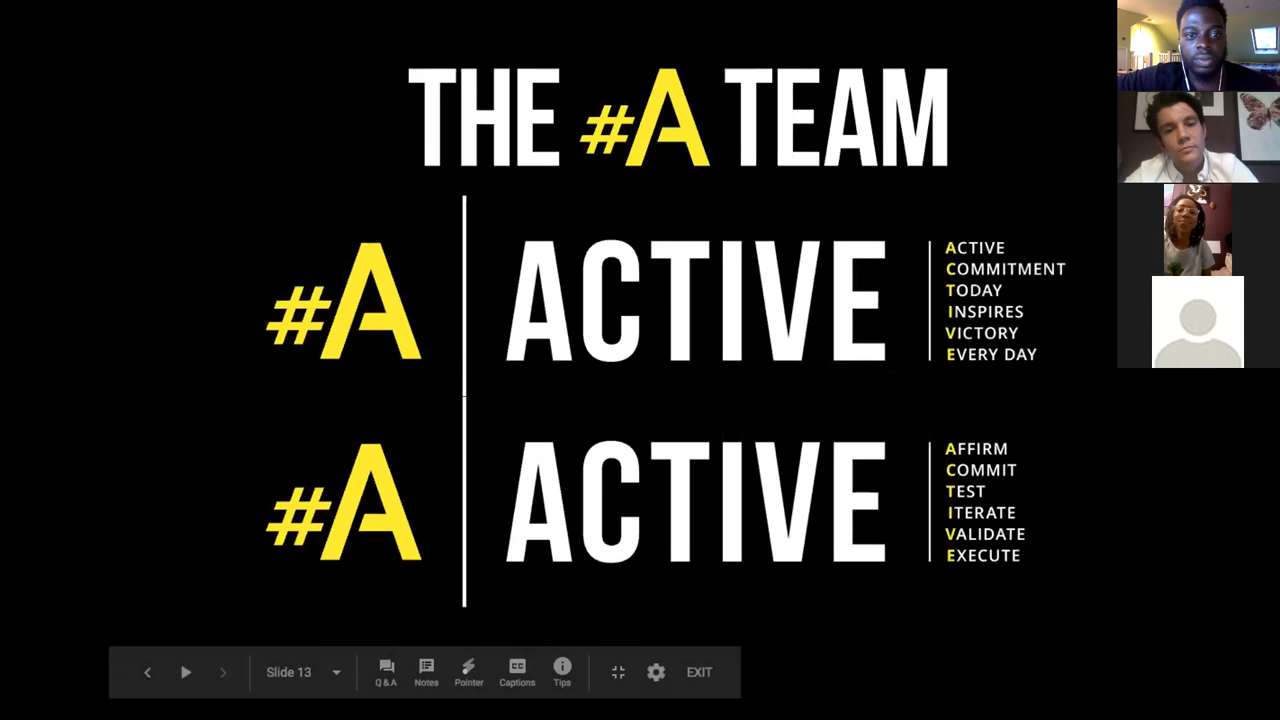 THE #A TEAM
#A
ACTIVE
ACTIVE
COMMITMENT
TODAY
INSPIRES
VICTORY
EVERY DAY
#A
ACTIVE
AFFIRM
COMMIT
TEST
ITERATE
VALIDATE
EXECUTE
Slide 13
Q & A
Notes
Pointer
Captions
Tips
EXIT